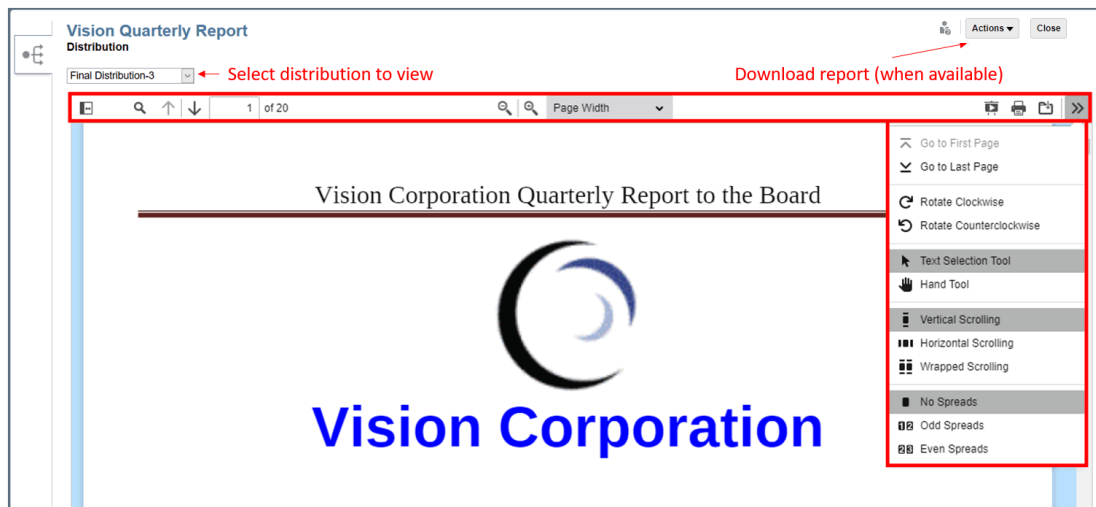 Vision Quarterly Report
Distribution
Actions
Close
Final Distribution-3
Select distribution to view
Download report (when available)
1 of 20
Page Width
Go to First Page
Go to Last Page
Rotate Clockwise
Rotate Counterclockwise
Text Selection Tool
Hand Tool
Vertical Scrolling
Horizontal Scrolling
Wrapped Scrolling
No Spreads
Odd Spreads
Even Spreads
Vision Corporation Quarterly Report to the Board
Vision Corporation